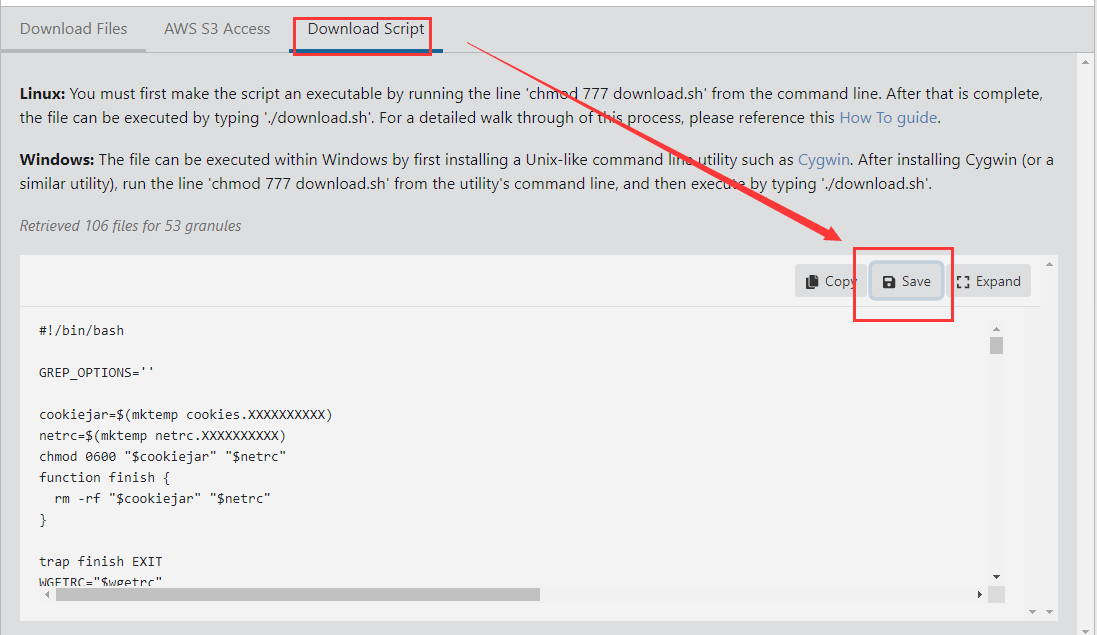 Download Files AWS S3 Access Download Script
Linux: You must first make the script an executable by running the line 'chmod 777 download.sh' from the command line. After that is complete,
the file can be executed by typing './download.sh'. For a detailed walk through of this process, please reference this How To guide.
Windows: The file can be executed within Windows by first installing a Unix-like command line utility such as Cygwin. After installing Cygwin (or a
similar utility), run the line 'chmod 777 download.sh' from the utility's command line, and then execute by typing './download.sh'.
Retrieved 106 files for 53 granules
Copy Save Expand
#!/bin/bash
GREP_OPTIONS=''
cookiejar=$(mktemp cookies.XXXXXXXXXX)
netrc=$(mktemp netrc.XXXXXXXXXX)
chmod 0600 "$cookiejar" "$netrc"
function finish {
  rm -rf "$cookiejar" "$netrc"
}
trap finish EXIT
WGETRC="$wgetrc"